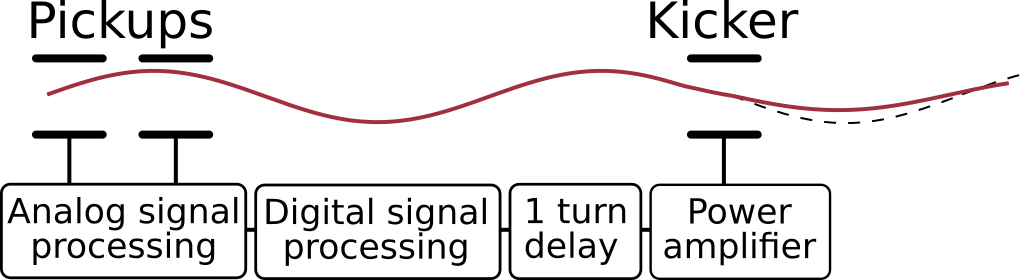 Pickups
Kicker
Analog signal
processing
Digital signal
processing
1 turn
delay
Power
amplifier